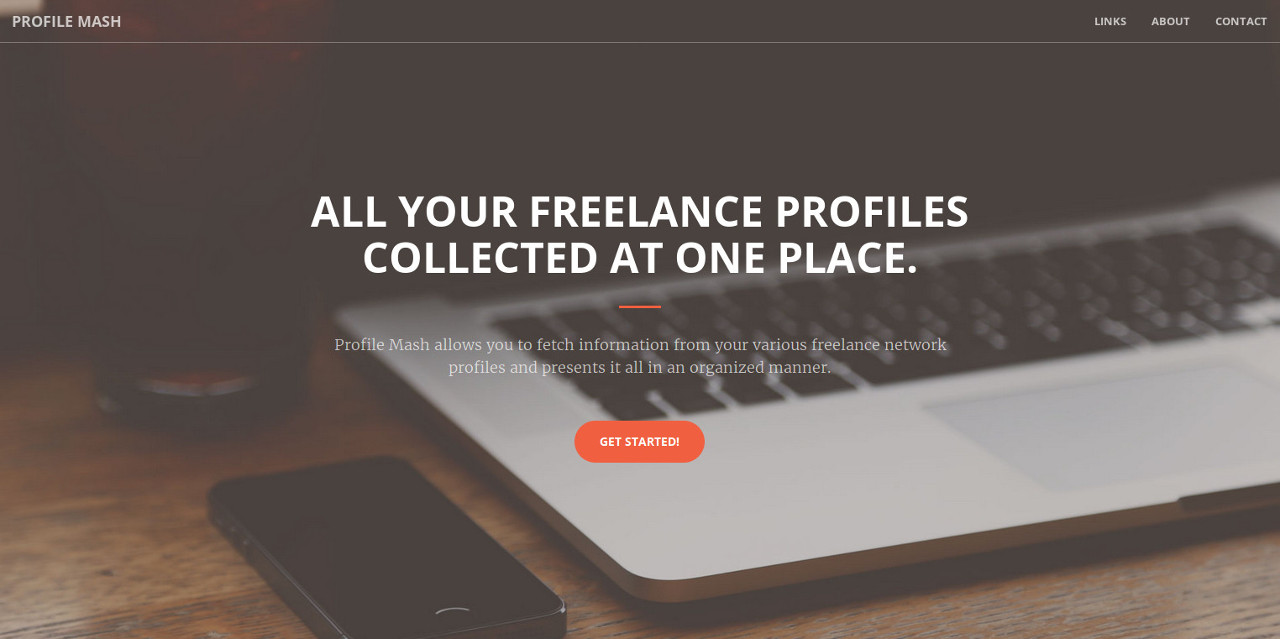 PROFILE MASH
LINKS ABOUT CONTACT
ALL YOUR FREELANCE PROFILES
COLLECTED AT ONE PLACE.
Profile Mash allows you to fetch information from your various freelance network
profiles and presents it all in an organized manner.
GET STARTED!